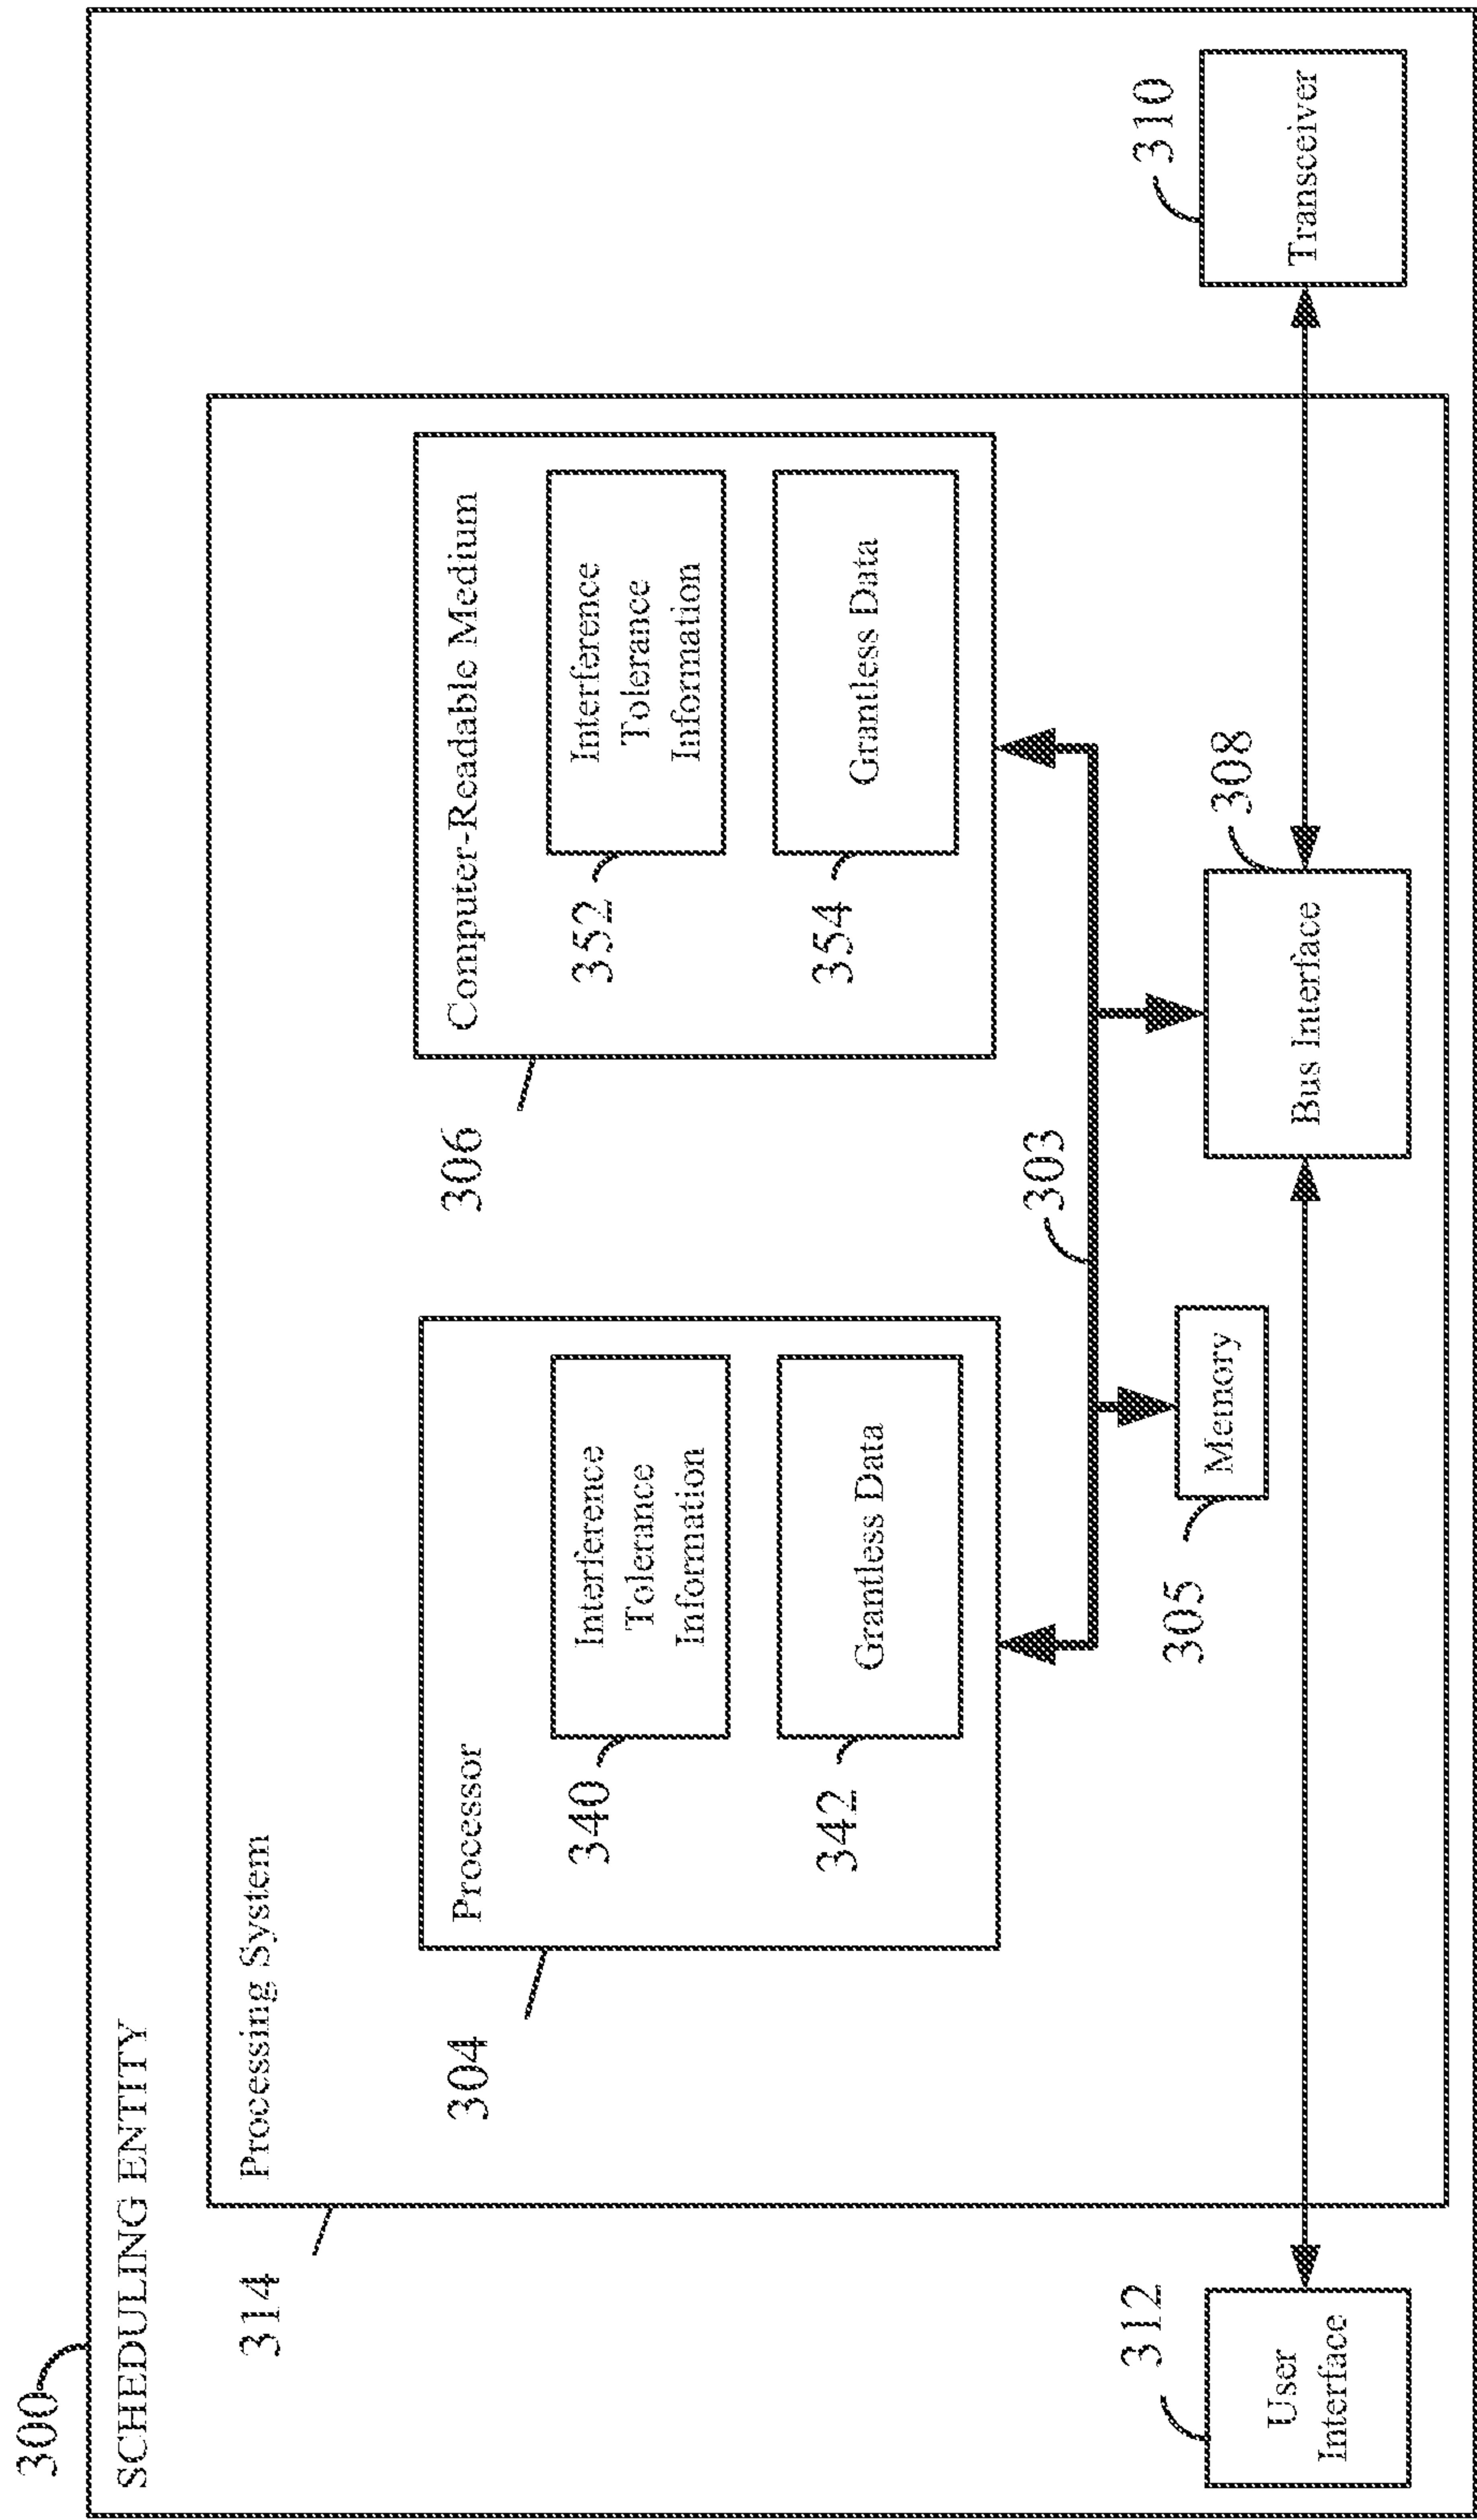 300
SCHEDULING ENTITY
314
Processing System
304
Processor
340
Interference
Tolerance
Information
342
Grantless Data
306
Computer-Readable Medium
352
Interference
Tolerance
Information
354
Grantless Data
303
305
Memory
308
Bus Interface
312
User
Interface
310
Transceiver